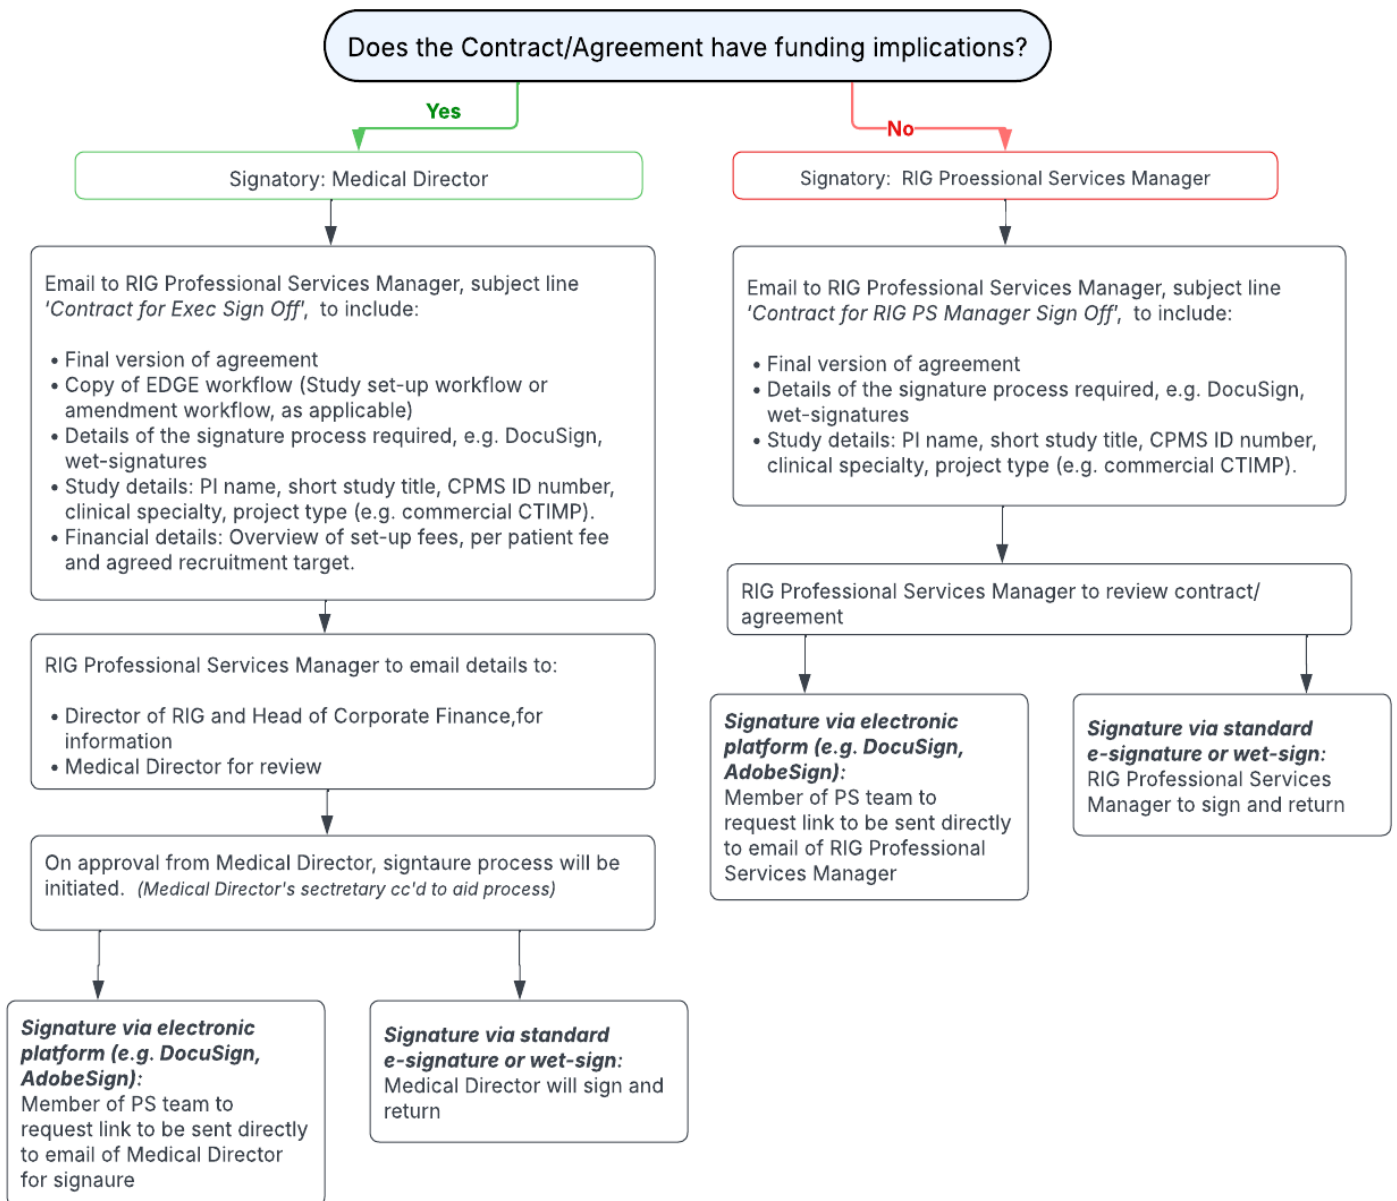 Does the Contract/Agreement have funding implications?
Yes
No
Signatory: Medical Director
Signatory:  RIG Proessional Services Manager
Email to RIG Professional Services Manager, subject line
'Contract for Exec Sign Off',  to include:
• Final version of agreement
• Copy of EDGE workflow (Study set-up workflow or
amendment workflow, as applicable)
• Details of the signature process required, e.g. DocuSign,
wet-signatures
• Study details: PI name, short study title, CPMS ID number,
clinical specialty, project type (e.g. commercial CTIMP).
• Financial details: Overview of set-up fees, per patient fee
and agreed recruitment target.
Email to RIG Professional Services Manager, subject line
'Contract for RIG PS Manager Sign Off',  to include:
• Final version of agreement
• Details of the signature process required, e.g. DocuSign,
wet-signatures
• Study details: PI name, short study title, CPMS ID number,
clinical specialty, project type (e.g. commercial CTIMP).
RIG Professional Services Manager to email details to:
• Director of RIG and Head of Corporate Finance,for
information
• Medical Director for review
RIG Professional Services Manager to review contract/
agreement
On approval from Medical Director, signtaure process will be
initiated.  (Medical Director's sectretary cc'd to aid process)
Signature via electronic
platform (e.g. DocuSign,
AdobeSign):
Member of PS team to
request link to be sent directly
to email of RIG Professional
Services Manager
Signature via standard
e-signature or wet-sign:
RIG Professional Services
Manager to sign and return
Signature via electronic
platform (e.g. DocuSign,
AdobeSign):
Member of PS team to
request link to be sent directly
to email of Medical Director
for signaure
Signature via standard
e-signature or wet-sign:
Medical Director will sign and
return